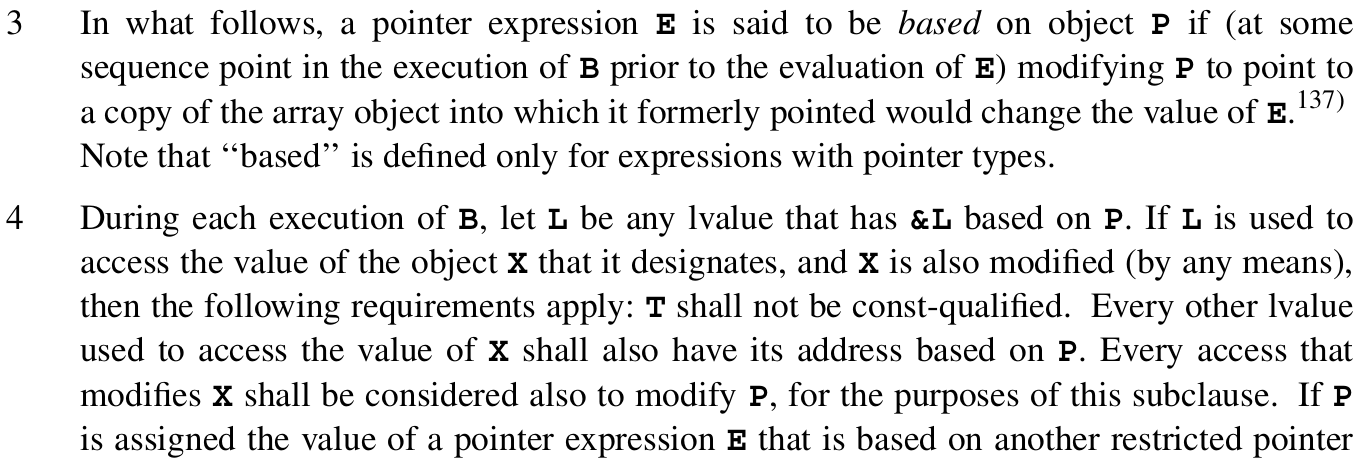 3 In what follows, a pointer expression E is said to be based on object P if (at some
sequence point in the execution of B prior to the evaluation of E) modifying P to point to
a copy of the array object into which it formerly pointed would change the value of E.137)
Note that ‘‘based’’ is defined only for expressions with pointer types.
4 During each execution of B, let L be any lvalue that has &L based on P. If L is used to
access the value of the object X that it designates, and X is also modified (by any means),
then the following requirements apply: T shall not be const-qualified. Every other lvalue
used to access the value of X shall also have its address based on P. Every access that
modifies X shall be considered also to modify P, for the purposes of this subclause. If P
is assigned the value of a pointer expression E that is based on another restricted pointer